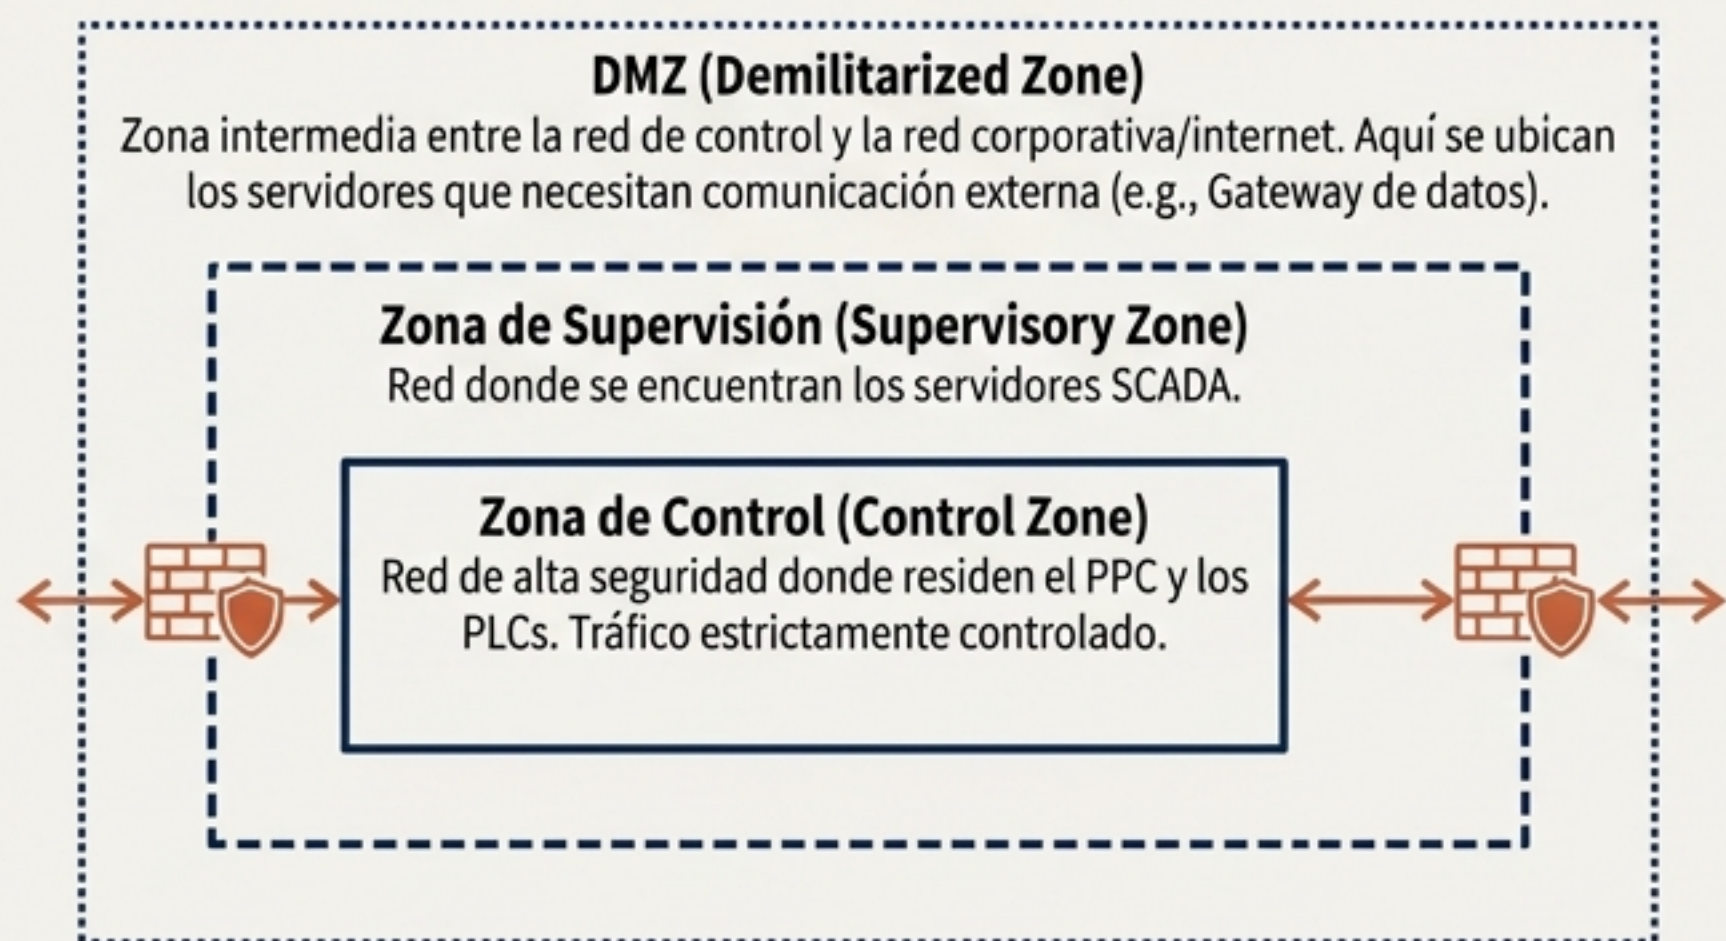 DMZ (Demilitarized Zone)
Zona intermedia entre la red de control y la red corporativa/internet. Aquí se ubican
los servidores que necesitan comunicación externa (e.g., Gateway de datos).
Zona de Supervisión (Supervisory Zone)
Red donde se encuentran los servidores SCADA.
Zona de Control (Control Zone)
Red de alta seguridad donde residen el PPC y los
PLCs. Tráfico estrictamente controlado.